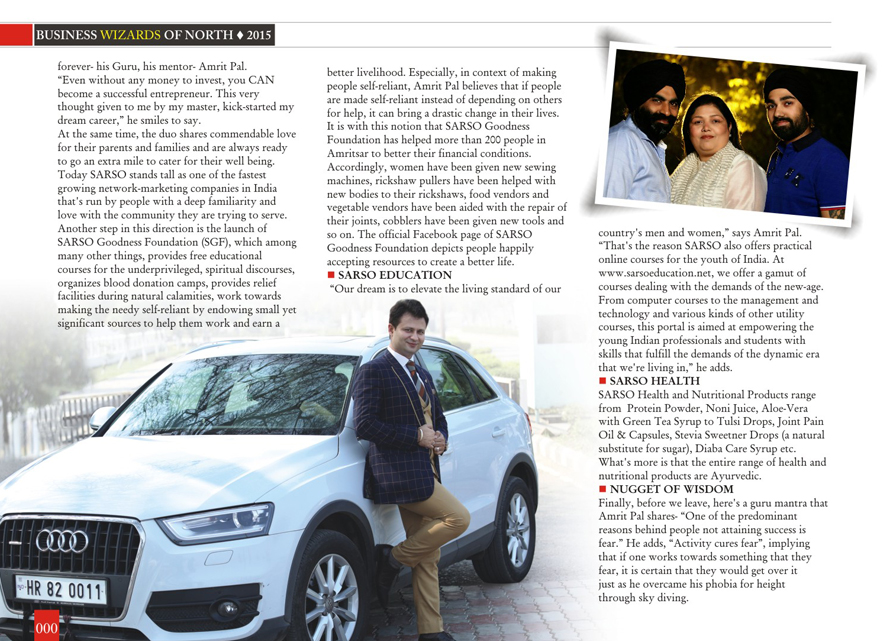 BUSINESS WIZARDS OF NORTH ♦ 2015
forever- his Guru, his mentor- Amrit Pal.
“Even without any money to invest, you CAN
become a successful entrepreneur. This very
thought given to me by my master, kick-started my
dream career,” he smiles to say.
At the same time, the duo shares commendable love
for their parents and families and are always ready
to go an extra mile to cater for their well being.
Today SARSO stands tall as one of the fastest
growing network-marketing companies in India
that's run by people with a deep familiarity and
love with the community they are trying to serve.
Another step in this direction is the launch of
SARSO Goodness Foundation (SGF), which among
many other things, provides free educational
courses for the underprivileged, spiritual discourses,
organizes blood donation camps, provides relief
facilities during natural calamities, work towards
making the needy self-reliant by endowing small yet
significant sources to help them work and earn a
better livelihood. Especially, in context of making
people self-reliant, Amrit Pal believes that if people
are made self-reliant instead of depending on others
for help, it can bring a drastic change in their lives.
It is with this notion that SARSO Goodness
Foundation has helped more than 200 people in
Amritsar to better their financial conditions.
Accordingly, women have been given new sewing
machines, rickshaw pullers have been helped with
new bodies to their rickshaws, food vendors and
vegetable vendors have been aided with the repair of
their joints, cobblers have been given new tools and
so on. The official Facebook page of SARSO
Goodness Foundation depicts people happily
accepting resources to create a better life.
■ SARSO EDUCATION
“Our dream is to elevate the living standard of our
country's men and women,” says Amrit Pal.
“That's the reason SARSO also offers practical
online courses for the youth of India. At
www.sarsoeducation.net, we offer a gamut of
courses dealing with the demands of the new-age.
From computer courses to the management and
technology and various kinds of other utility
courses, this portal is aimed at empowering the
young Indian professionals and students with
skills that fulfill the demands of the dynamic era
that we're living in,” he adds.
■ SARSO HEALTH
SARSO Health and Nutritional Products range
from Protein Powder, Noni Juice, Aloe-Vera
with Green Tea Syrup to Tulsi Drops, Joint Pain
Oil & Capsules, Stevia Sweetner Drops (a natural
substitute for sugar), Diaba Care Syrup etc.
What's more is that the entire range of health and
nutritional products are Ayurvedic.
■ NUGGET OF WISDOM
Finally, before we leave, here's a guru mantra that
Amrit Pal shares- “One of the predominant
reasons behind people not attaining success is
fear.” He adds, “Activity cures fear”, implying
that if one works towards something that they
fear, it is certain that they would get over it
just as he overcame his phobia for height
through sky diving.
HR 82 0011
000